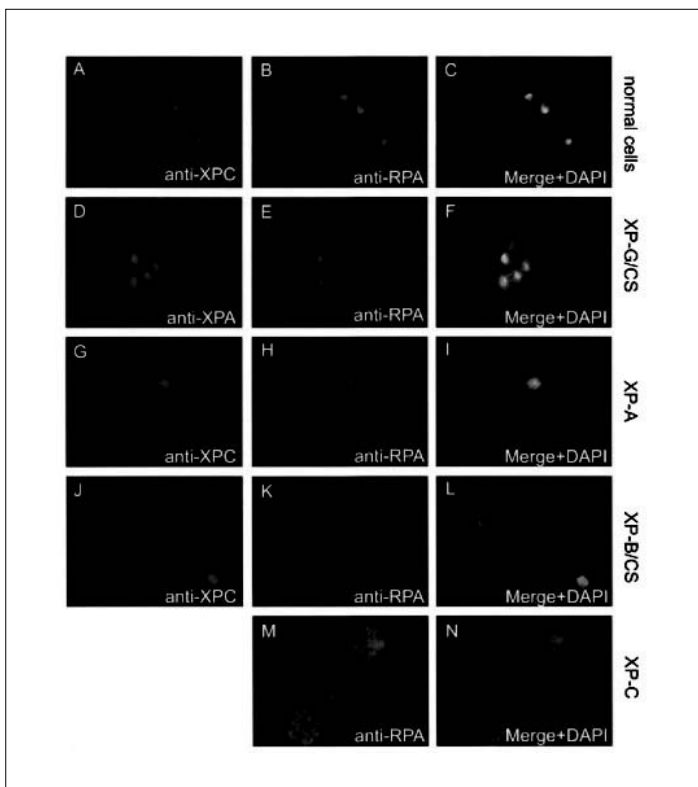 A
anti-XPC
B
anti-RPA
C
Merge+DAPI
normal cells
D
anti-XPA
E
anti-RPA
F
Merge+DAPI
XP-G/CS
G
anti-XPC
H
anti-RPA
I
Merge+DAPI
XP-A
J
anti-XPC
K
anti-RPA
L
Merge+DAPI
XP-B/CS
M
anti-RPA
N
Merge+DAPI
XP-C